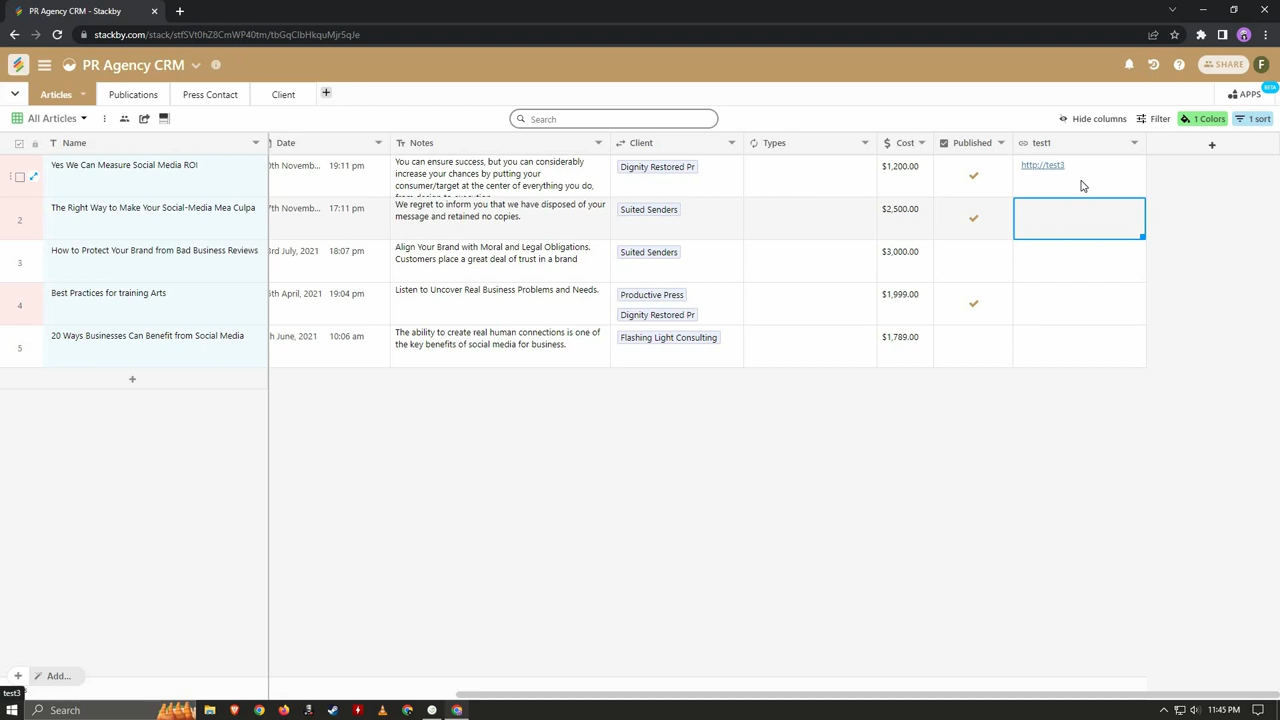 PR Agency CRM - Stackby
stackby.com/stack/stfSVt0hZ8CmWP40tm/tbGqClbHkquMjrSqJe
PR Agency CRM
SHARE
F
Articles
Publications
Press Contact
Client
APPS
BETA
All Articles
Search
Hide columns
Filter
1 Colors
1 sort
Name
Date
Notes
Client
Types
Cost
Published
test1
Yes We Can Measure Social Media ROI
0th Novemb... 19:11 pm
You can ensure success, but you can considerably
increase your chances by putting your
consumer/target at the center of everything you do,
Dignity Restored Pr
$1,200.00
http://test3
2
The Right Way to Make Your Social-Media Mea Culpa
7th Novemb... 17:11 pm
We regret to inform you that we have disposed of your
message and retained no copies.
Suited Senders
$2,500.00
3
How to Protect Your Brand from Bad Business Reviews
3rd July, 2021 18:07 pm
Align Your Brand with Moral and Legal Obligations.
Customers place a great deal of trust in a brand
Suited Senders
$3,000.00
4
Best Practices for training Arts
5th April, 2021 19:04 pm
Listen to Uncover Real Business Problems and Needs.
Productive Press
Dignity Restored Pr
$1,999.00
5
20 Ways Businesses Can Benefit from Social Media
h June, 2021 10:06 am
The ability to create real human connections is one of
the key benefits of social media for business.
Flashing Light Consulting
$1,789.00
Add...
test3
Search
11:45 PM